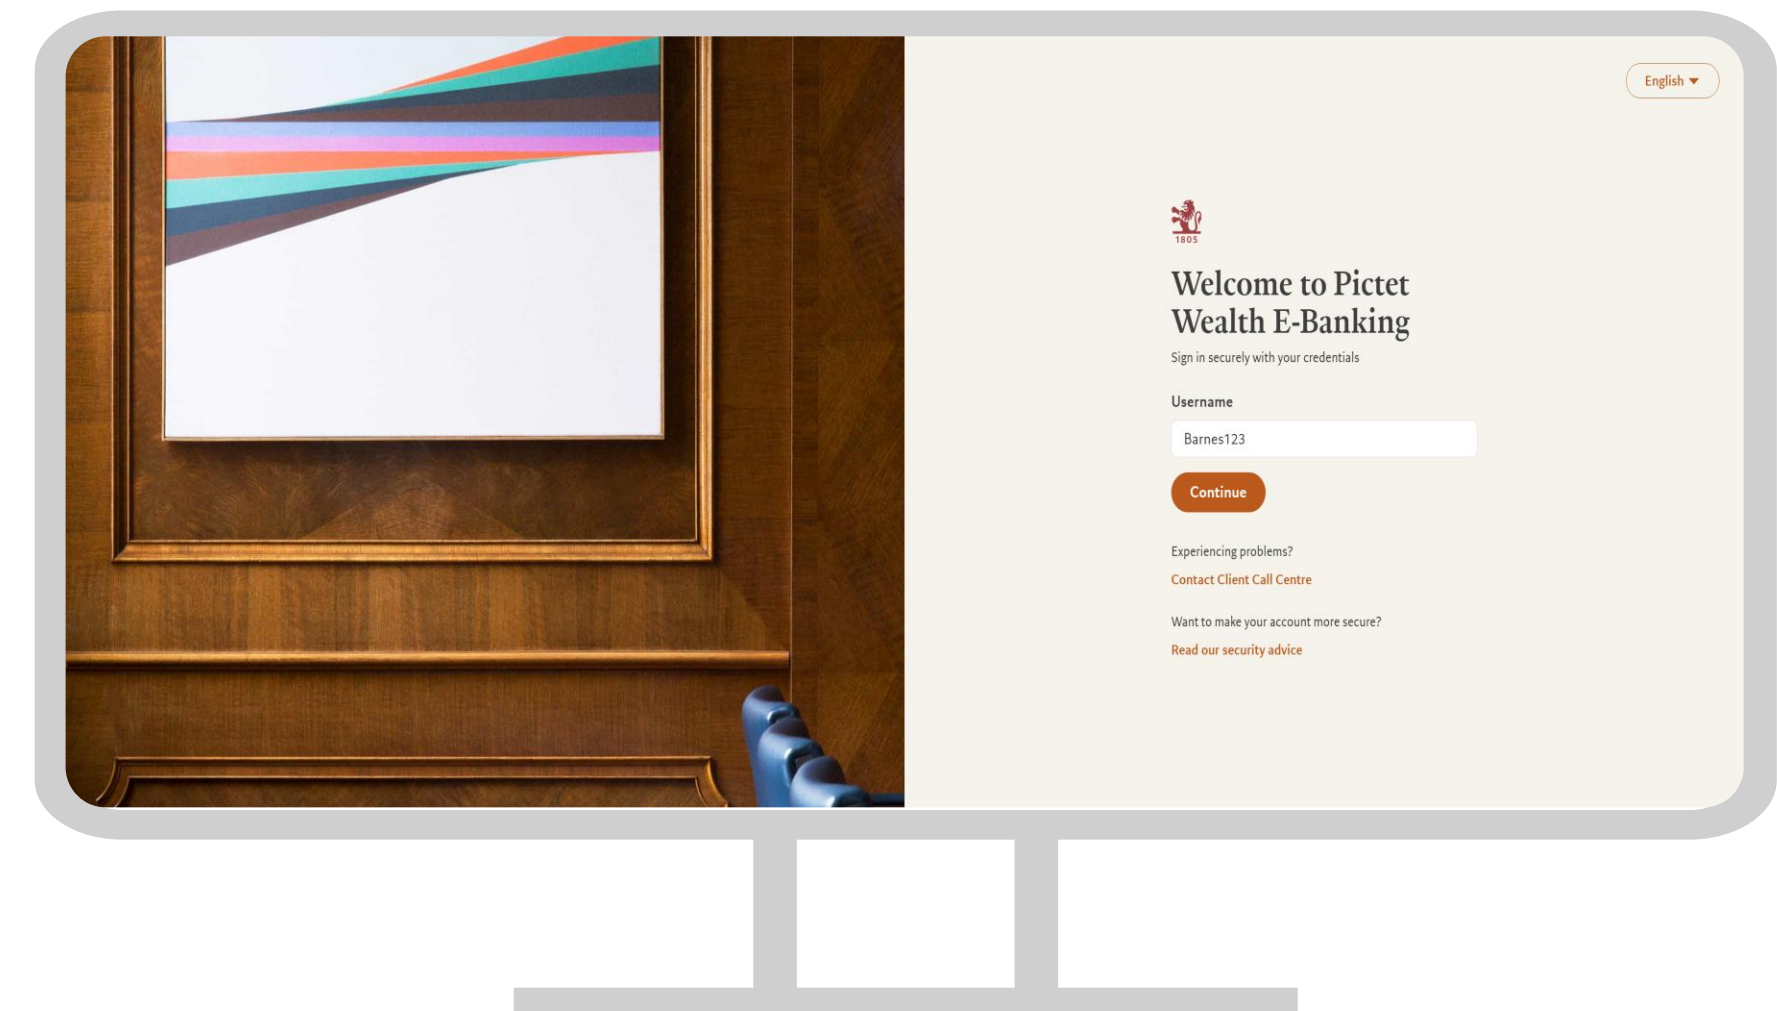 English
1805
Welcome to Pictet
Wealth E-Banking
Sign in securely with your credentials
Username
Barnes123
Continue
Experiencing problems?
Contact Client Call Centre
Want to make your account more secure?
Read our security advice